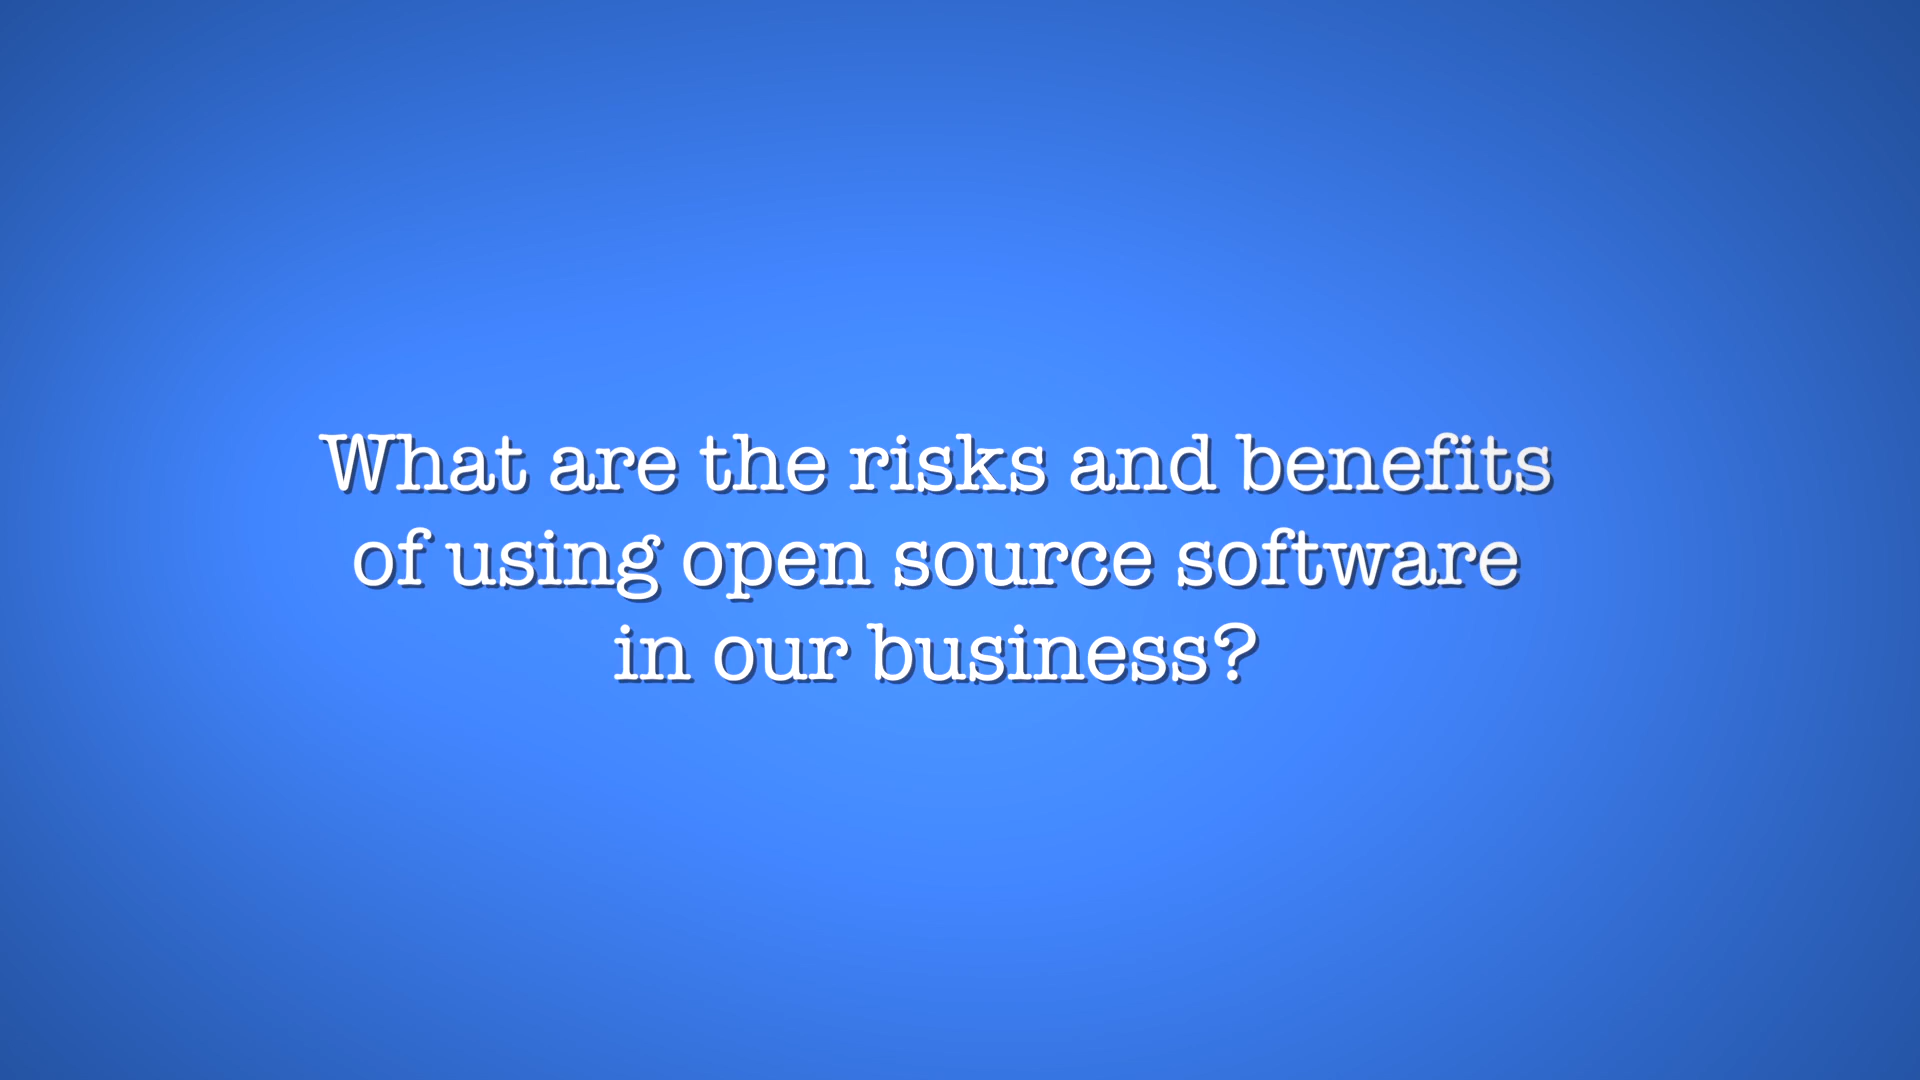 What are the risks and benefits
of using open source software
in our business?